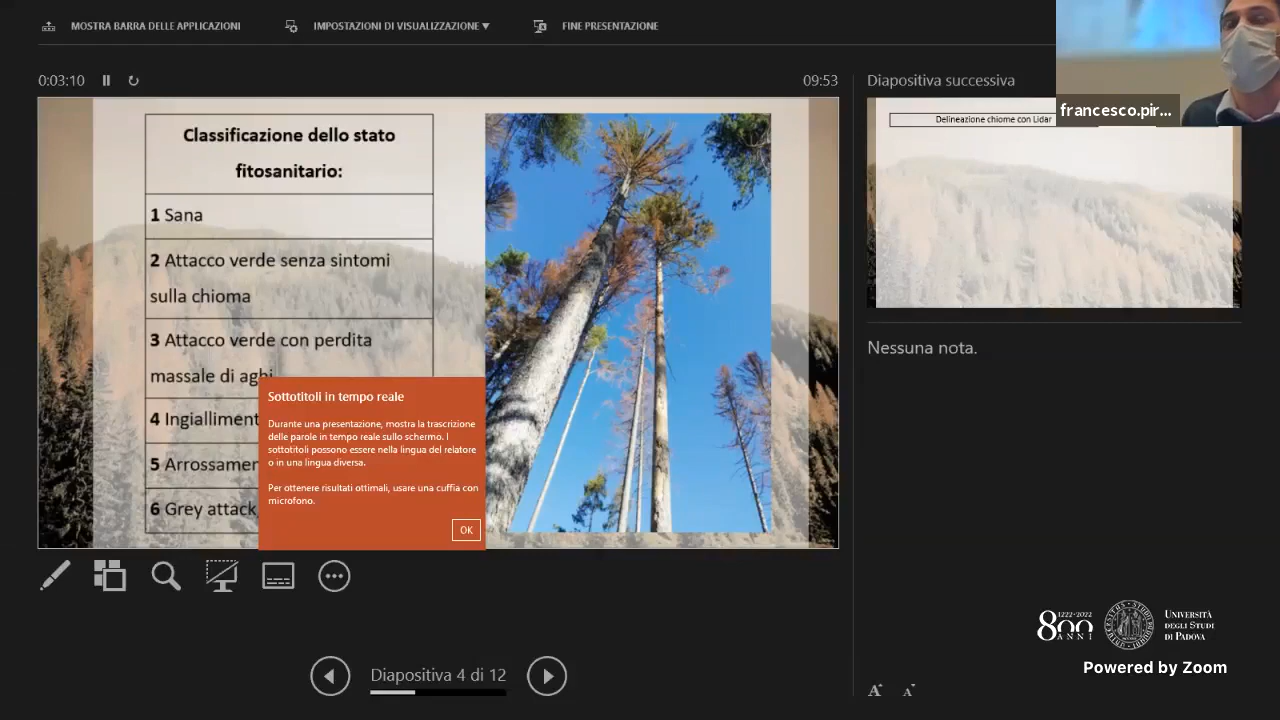 MOSTRA BARRA DELLE APPLICAZIONI
IMPOSTAZIONI DI VISUALIZZAZIONE ▼
FINE PRESENTAZIONE
0:03:10
09:53
Diapositiva successiva
francesco.pir...
Classificazione dello stato
fitosanitario:
1 Sana
2 Attacco verde senza sintomi
sulla chioma
3 Attacco verde con perdita
massale di aghi
4 Ingialliment
5 Arrossamen
6 Grey attack
Sottotitoli in tempo reale
Durante una presentazione, mostra la trascrizione
delle parole in tempo reale sullo schermo. I
sottotitoli possono essere nella lingua del relatore
o in una lingua diversa.
Per ottenere risultati ottimali, usare una cuffia con
microfono.
OK
Delineazione chiome con Lidar
Nessuna nota.
Diapositiva 4 di 12
1222·2022
800
ANNI
UNIVERSITÀ
DEGLI STUDI
DI PADOVA
Powered by Zoom
A A